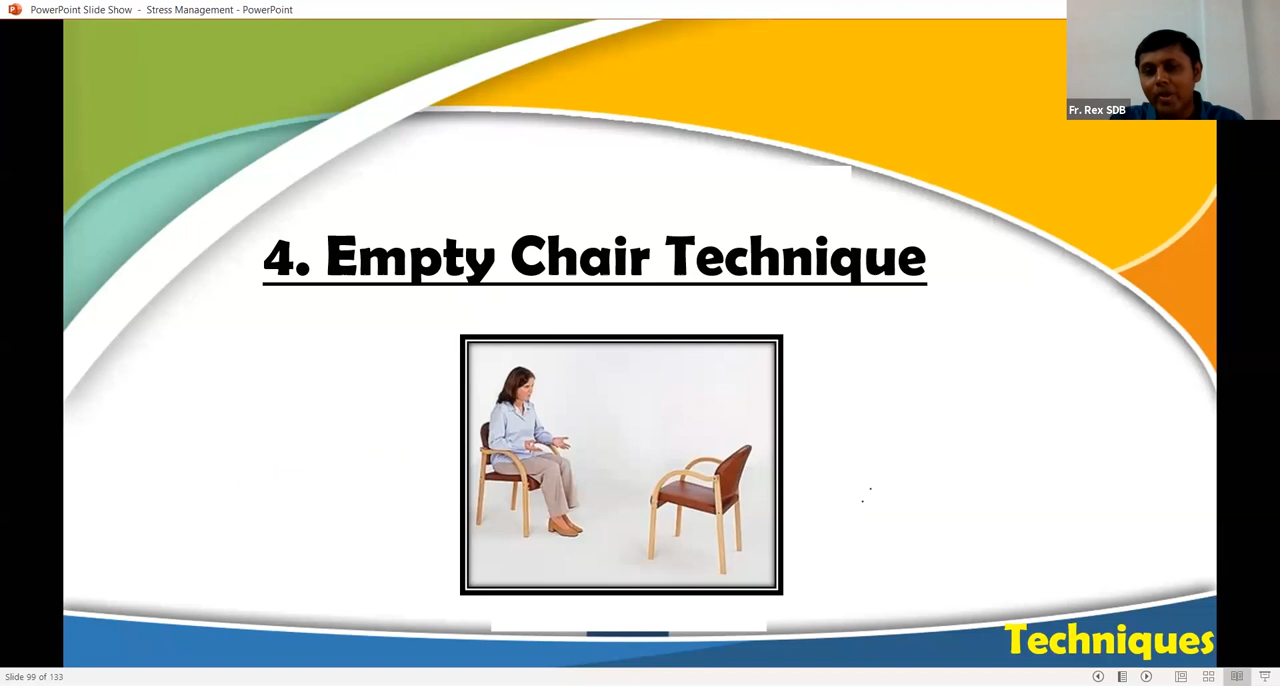 PowerPoint Slide Show - Stress Management - PowerPoint
Fr. Rex SDB
4. Empty Chair Technique
Techniques
Slide 99 of 133